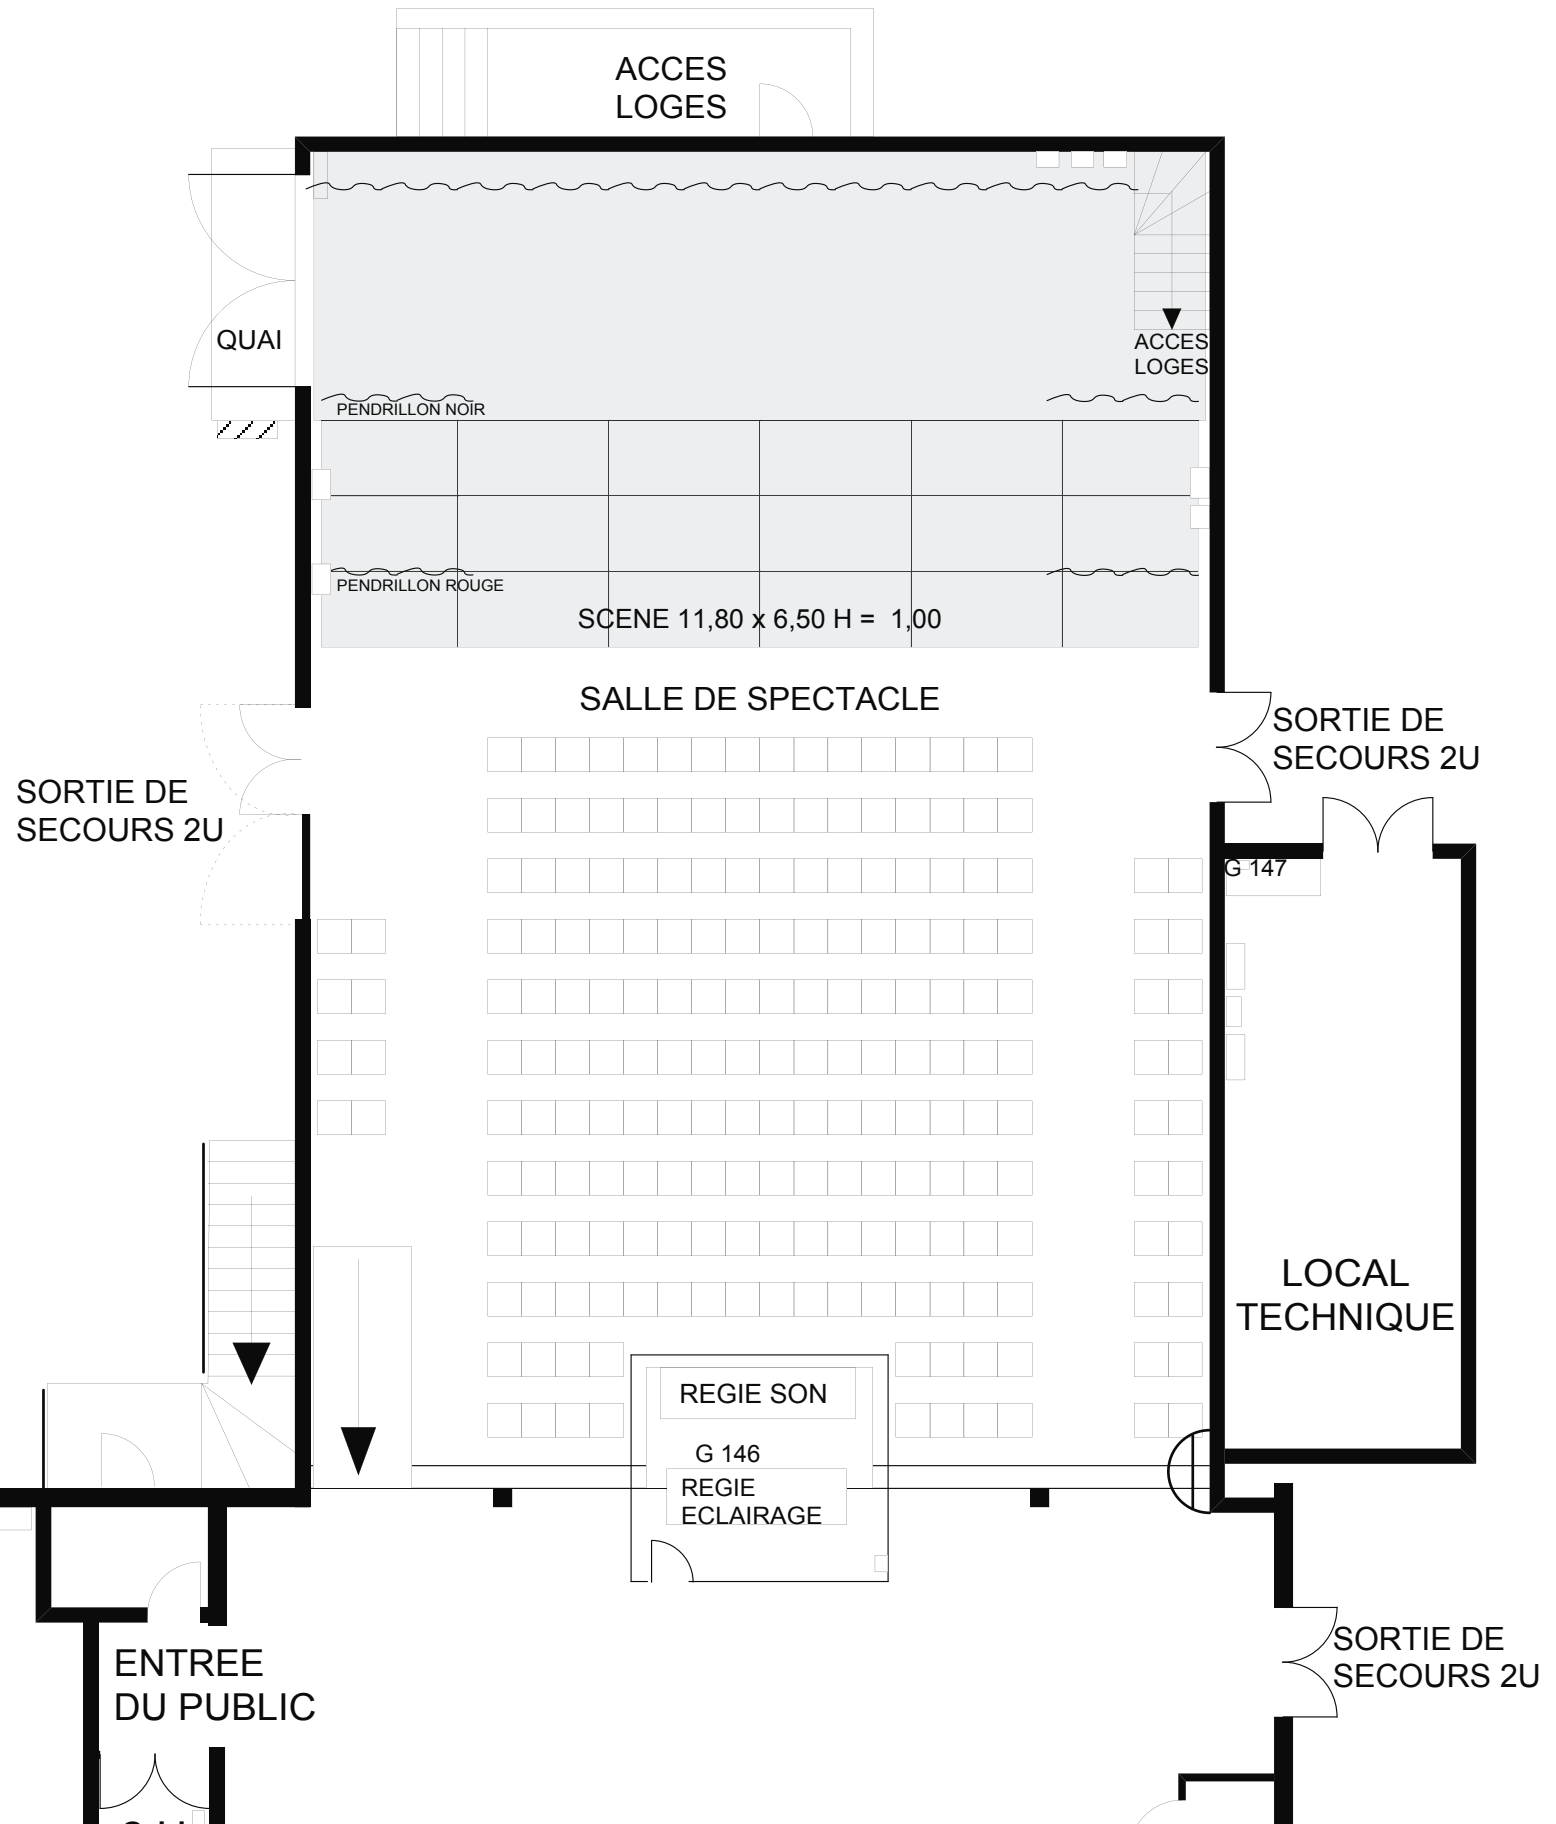 ACCES
LOGES
QUAI
ACCES
LOGES
PENDRILLON NOIR
PENDRILLON ROUGE
SCENE 11,80 x 6,50 H = 1,00
SALLE DE SPECTACLE
SORTIE DE
SECOURS 2U
SORTIE DE
SECOURS 2U
G 147
LOCAL
TECHNIQUE
REGIE SON
G 146
REGIE
ECLAIRAGE
ENTREE
DU PUBLIC
SORTIE DE
SECOURS 2U